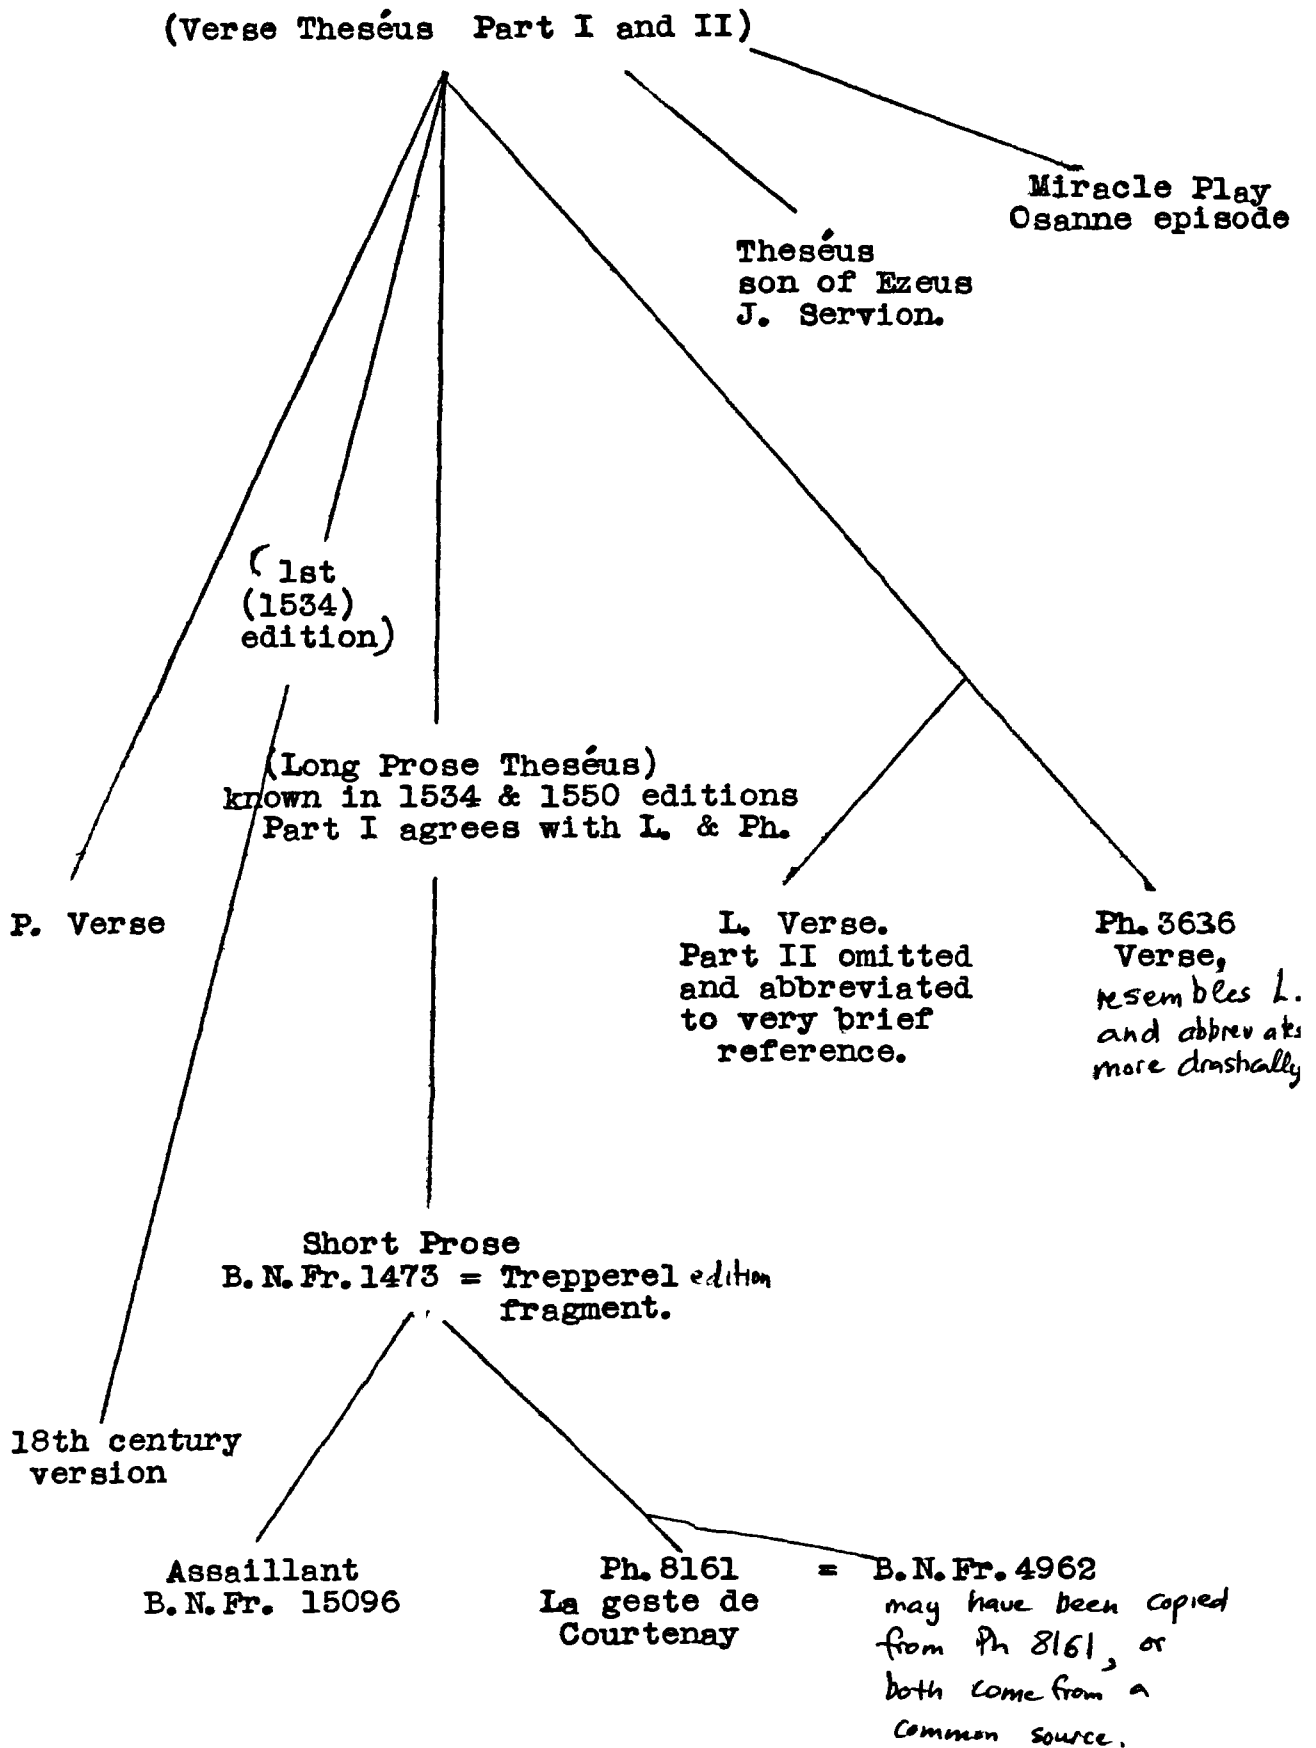 (Verse Theséus Part I and II)
Miracle Play
Osanne episode
Theséus
son of Ezeus
J. Servion.
(1st
(1534)
edition)
(Long Prose Theséus)
known in 1534 & 1550 editions
Part I agrees with L. & Ph.
P. Verse
L. Verse.
Part II omitted
and abbreviated
to very brief
reference.
Ph.3636
Verse,
resembles L.
and abbrevates
more drastically
Short Prose
B.N.Fr.1473 = Trepperel edition
fragment.
18th century
version
Assaillant
B.N.Fr. 15096
Ph.8161 = B.N.Fr.4962
La geste de
Courtenay
may have been copied
from Ph 8161, or
both come from a
common source.